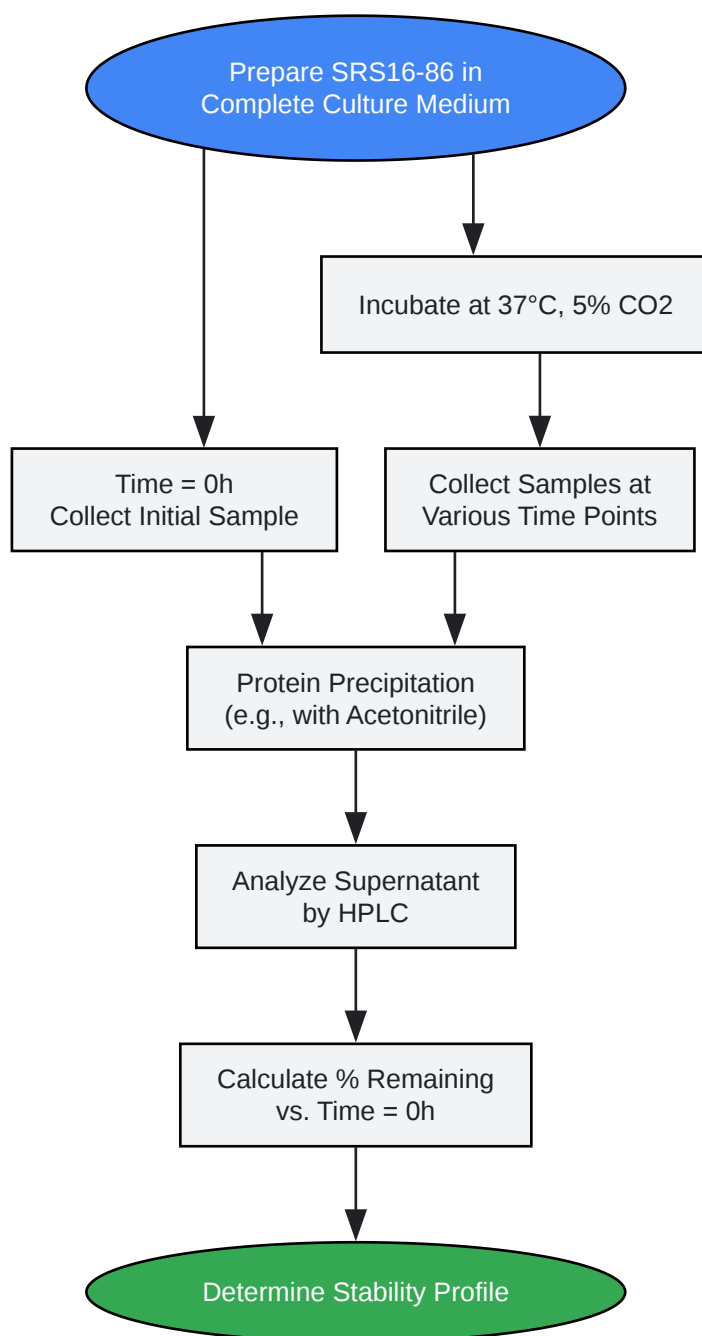 Prepare SRS16-86 in
Complete Culture Medium
Incubate at 37°C, 5% CO2
Time = 0h
Collect Initial Sample
Collect Samples at
Various Time Points
Protein Precipitation
(e.g., with Acetonitrile)
Analyze Supernatant
by HPLC
Calculate % Remaining
vs. Time = 0h
Determine Stability Profile